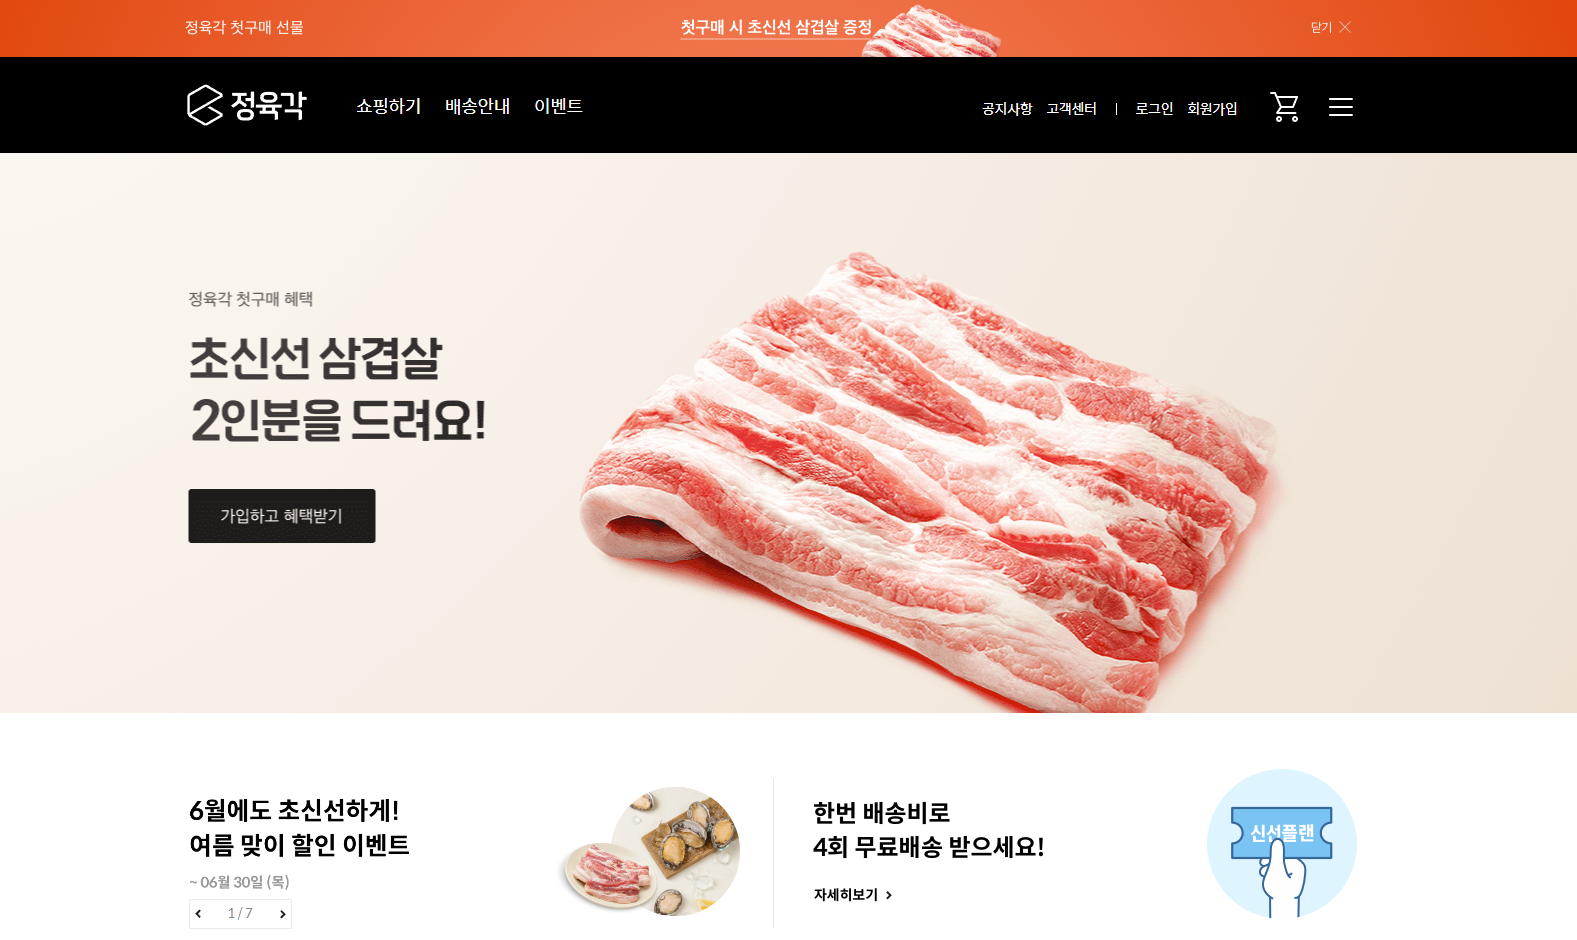 정육각 첫구매 선물
첫구매 시 초신선 삼겹살 증정
닫기
정육각
쇼핑하기
배송안내
이벤트
공지사항
고객센터
로그인
회원가입
정육각 첫구매 혜택
초신선 삼겹살
2인분을 드려요!
가입하고 혜택받기
6월에도 초신선하게!
여름 맞이 할인 이벤트
~ 06월 30일 (목)
1 / 7
한번 배송비로
4회 무료배송 받으세요!
자세히보기
신선플랜